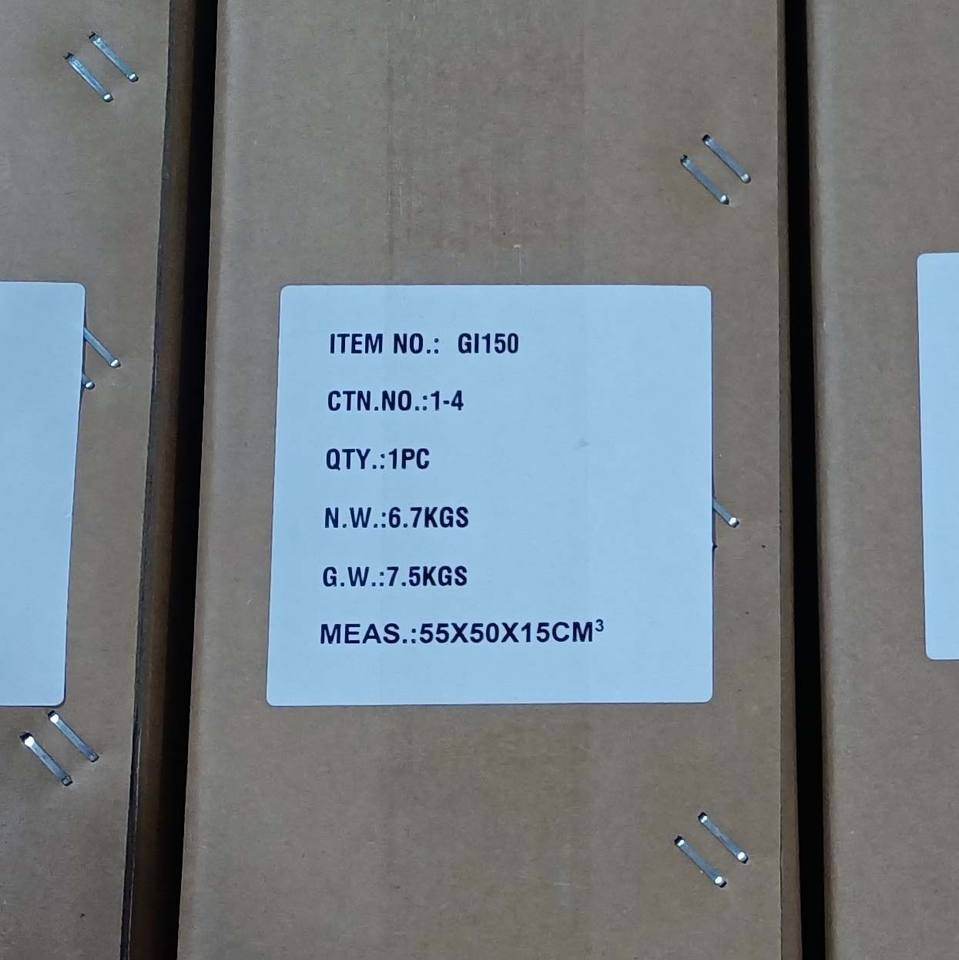 ITEM NO.: GI150
CTN.NO.:1-4
QTY.:1PC
N.W.:6.7KGS
G.W.:7.5KGS
MEAS.:55X50X15CM³